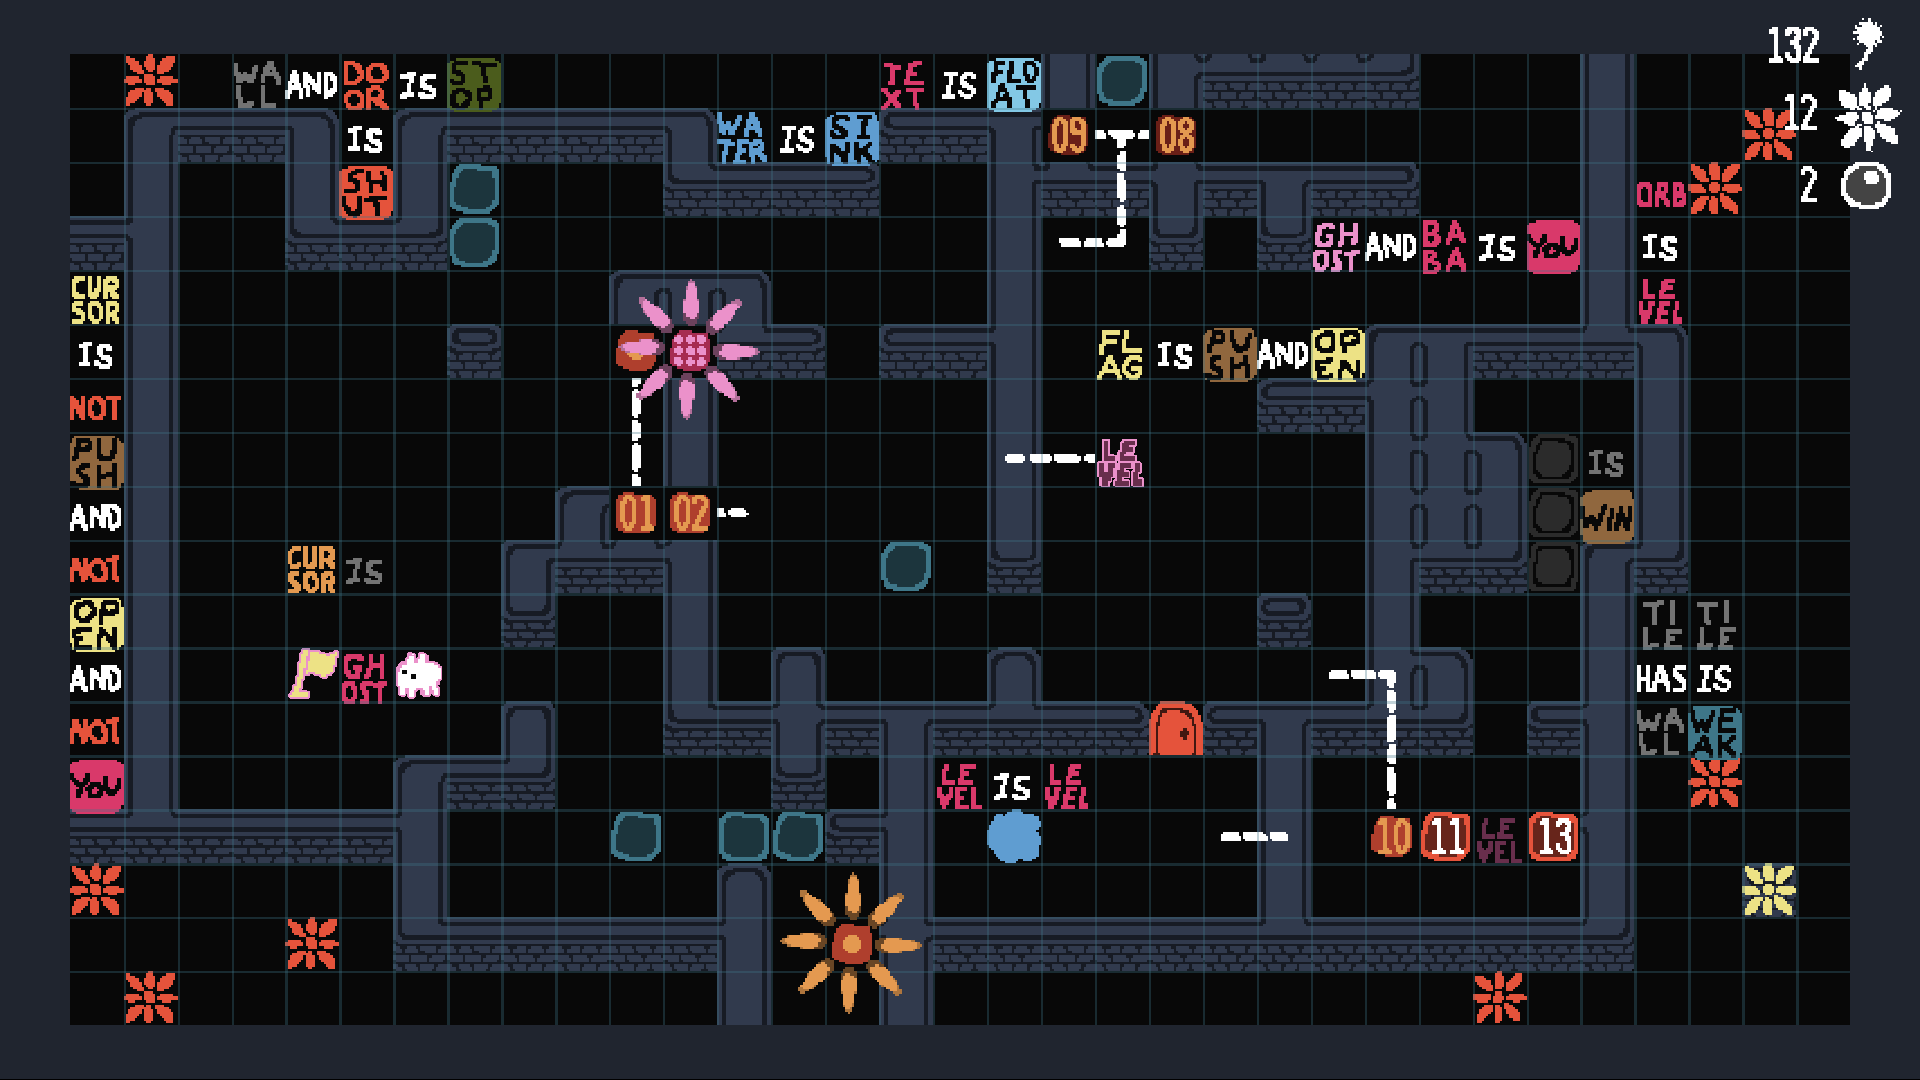 132
WALL AND DOOR IS STOP
TEXT IS FLOAT
12
IS
WATER IS SINK
09 08
SHUT
ORB
2
GHOST AND BABA IS YOU
IS
CURSOR
LEVEL
IS
FLAG IS PUSH AND OPEN
NOT
PUSH
LEVEL
IS
AND
01 02
WIN
NOT
CURSOR IS
OPEN
TILE TILE
AND
GHOST
HAS IS
NOT
WALL WEAK
YOU
LEVEL IS LEVEL
10 11 LEVEL 13